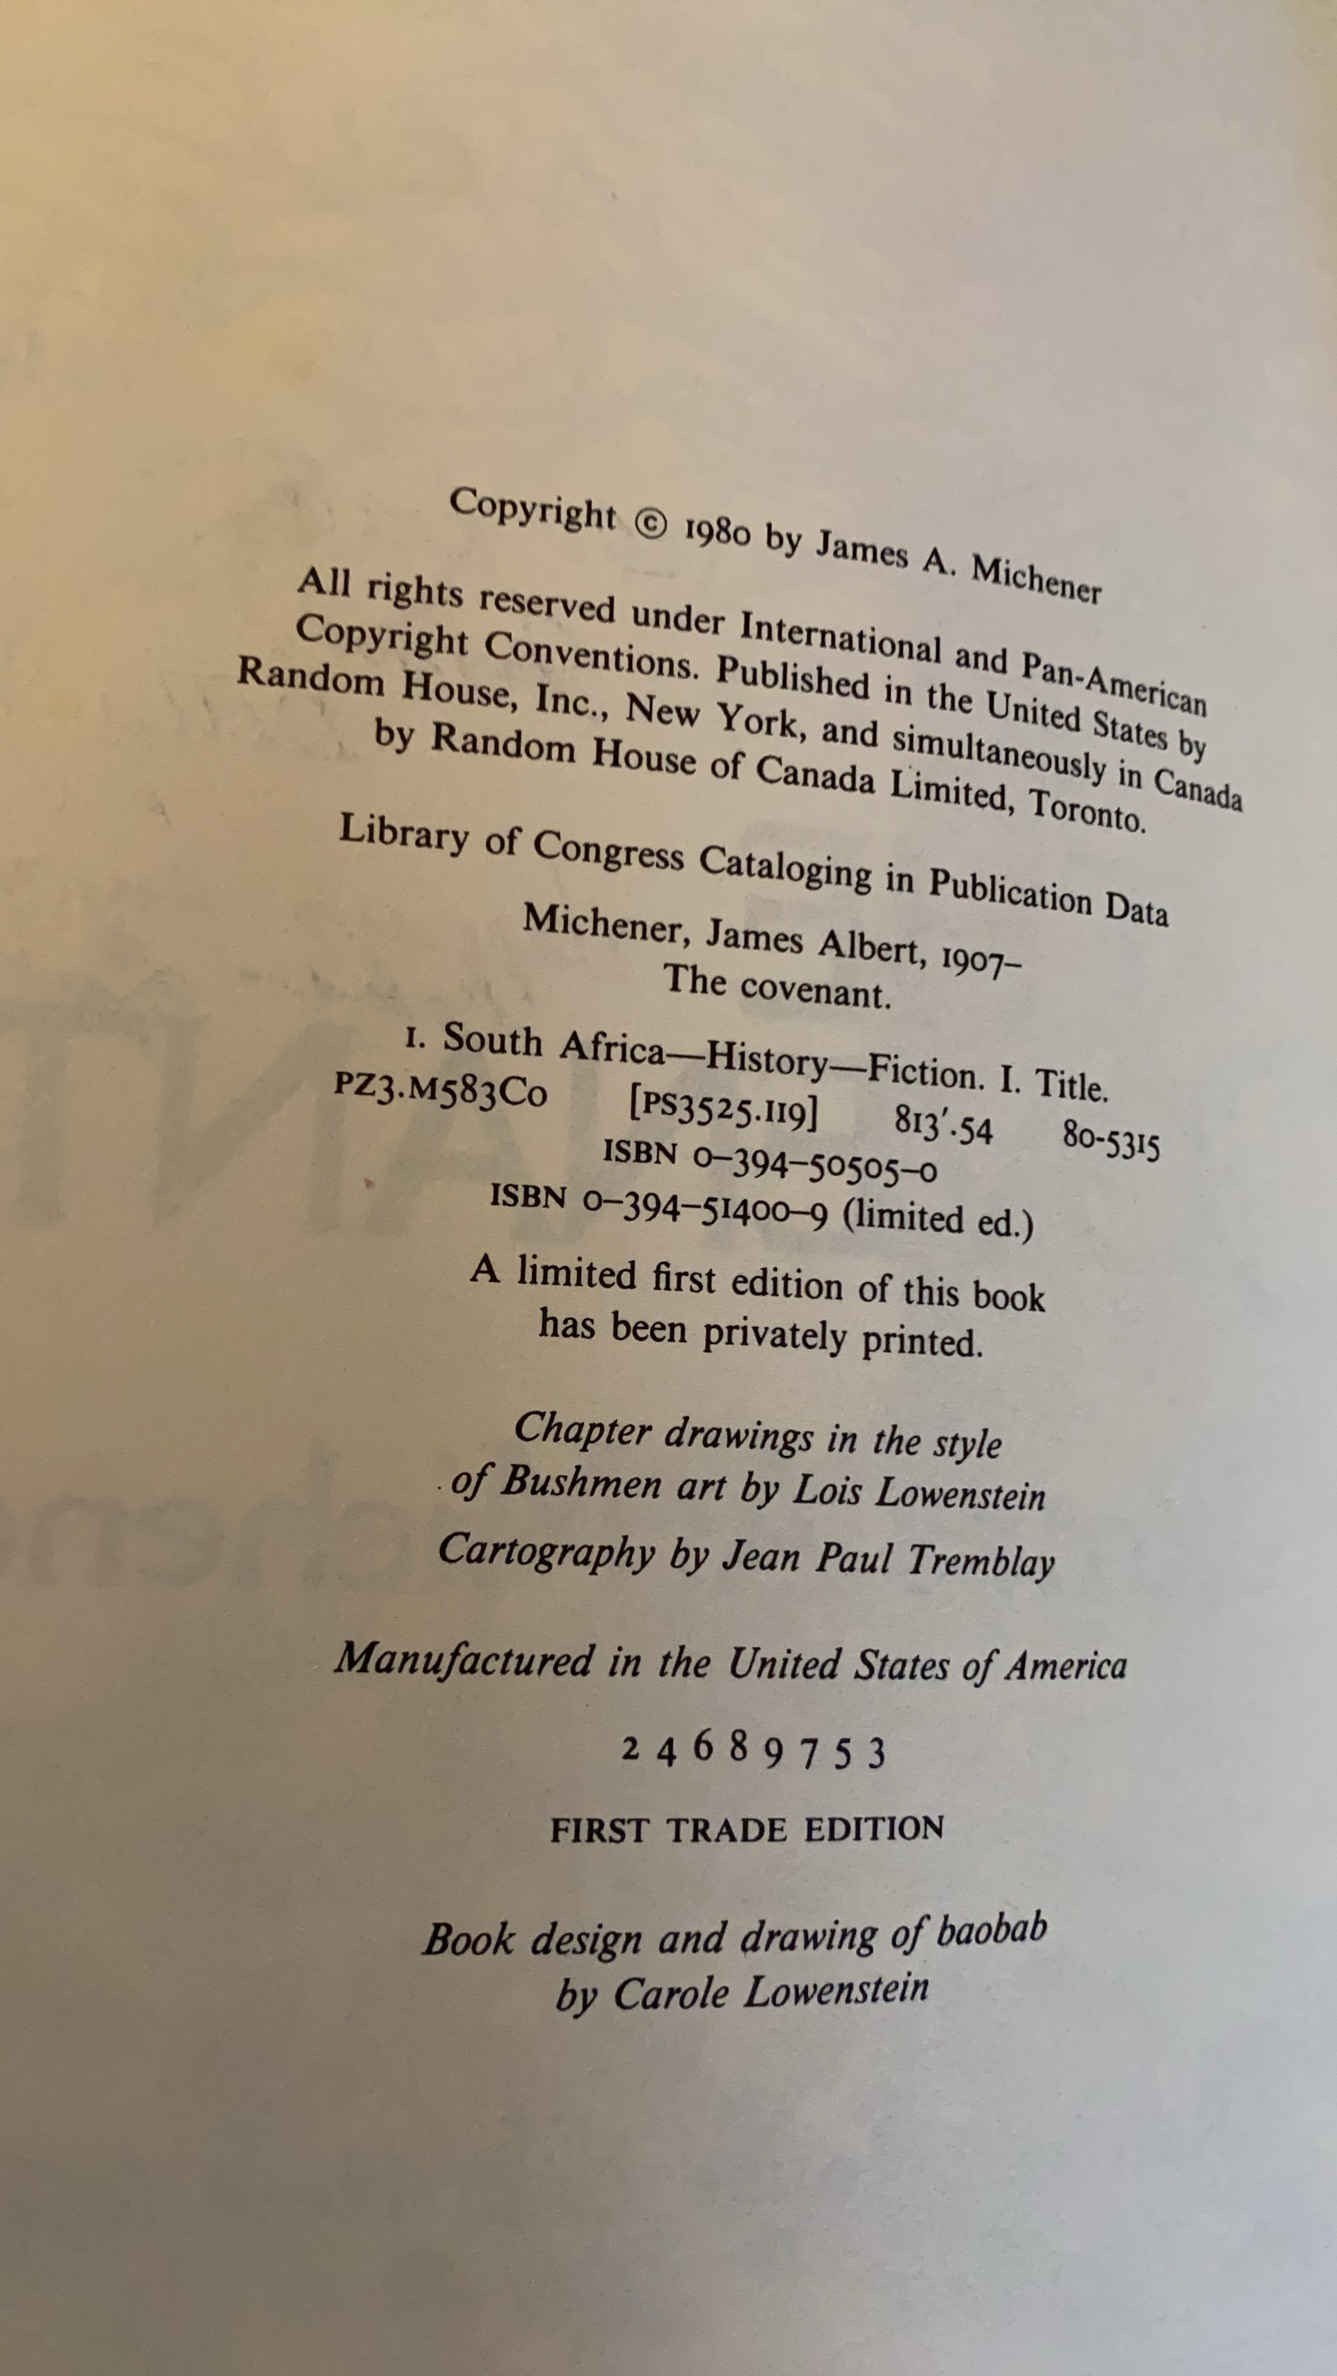 Copyright © 1980 by James A. Michener
All rights reserved under International and Pan-American
Copyright Conventions. Published in the United States by
Random House, Inc., New York, and simultaneously in Canada
by Random House of Canada Limited, Toronto.
Library of Congress Cataloging in Publication Data
Michener, James Albert, 1907–
The covenant.
1. South Africa—History—Fiction. I. Title.
PZ3.M583Co [PS3525.I19] 813'.54 80-5315
ISBN 0–394–50505–0
ISBN 0–394–51400–9 (limited ed.)
A limited first edition of this book
has been privately printed.
Chapter drawings in the style
of Bushmen art by Lois Lowenstein
Cartography by Jean Paul Tremblay
Manufactured in the United States of America
2 4 6 8 9 7 5 3
FIRST TRADE EDITION
Book design and drawing of baobab
by Carole Lowenstein